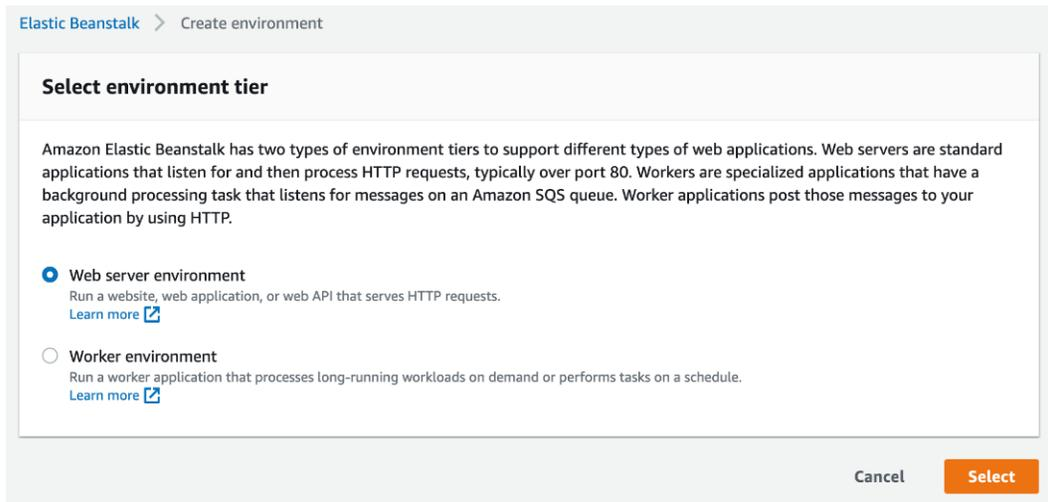 Elastic Beanstalk > Create environment
Select environment tier
Amazon Elastic Beanstalk has two types of environment tiers to support different types of web applications. Web servers are standard
applications that listen for and then process HTTP requests, typically over port 80. Workers are specialized applications that have a
background processing task that listens for messages on an Amazon SQS queue. Worker applications post those messages to your
application by using HTTP.
Web server environment
Run a website, web application, or web API that serves HTTP requests.
Learn more
Worker environment
Run a worker application that processes long-running workloads on demand or performs tasks on a schedule.
Learn more
Cancel Select